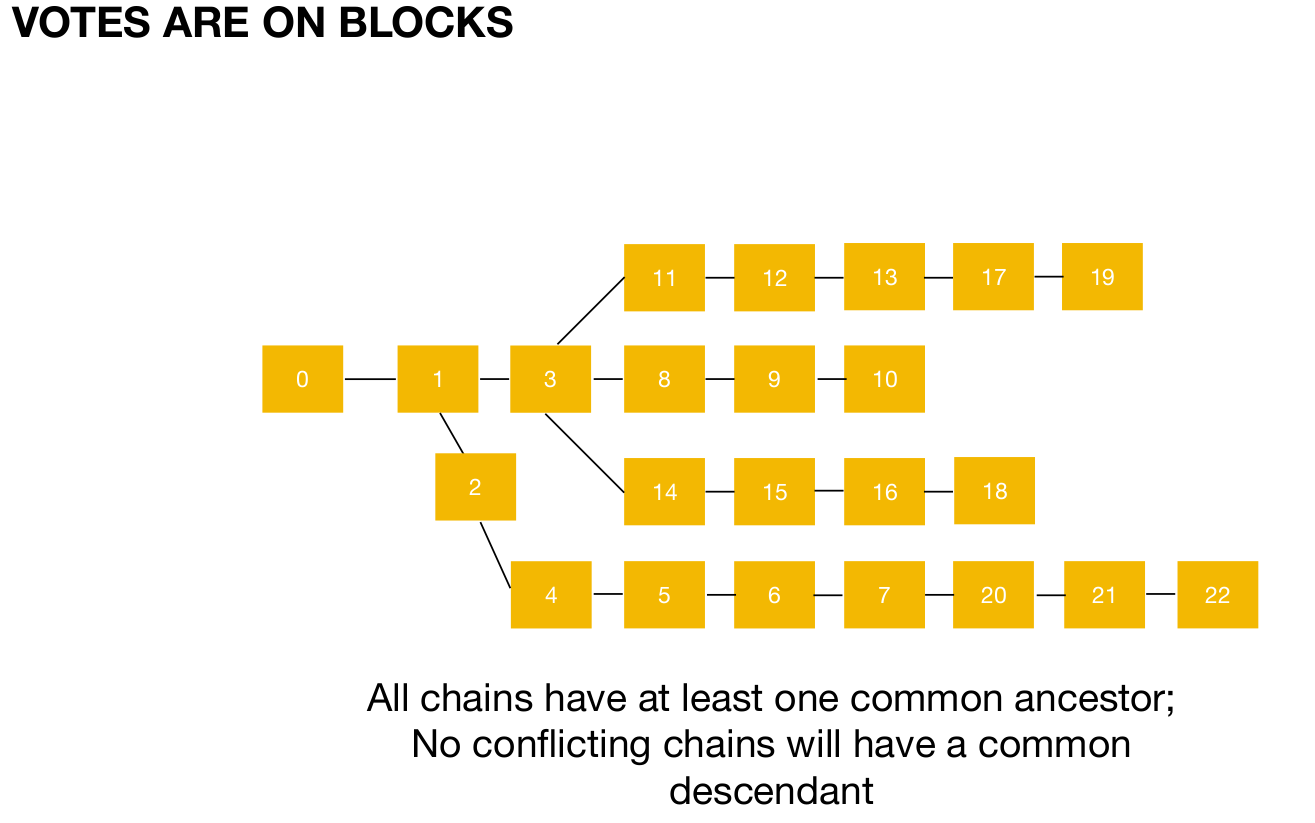 VOTES ARE ON BLOCKS
11 12 13 17 19
0 1 3 8 9 10
2
14 15 16 18
4 5 6 7 20 21 22
All chains have at least one common ancestor;
No conflicting chains will have a common
descendant